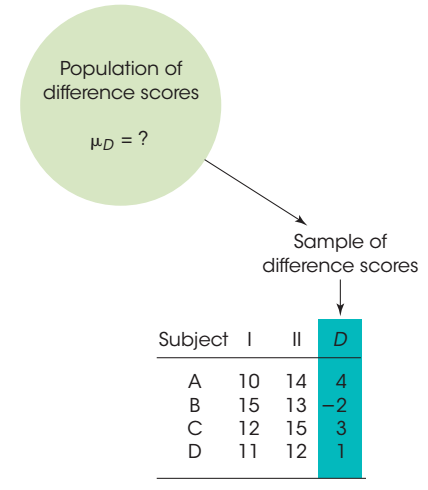 Population of
difference scores
μD = ?
Sample of
difference scores
Subject I II D
A 10 14 4
B 15 13 −2
C 12 15 3
D 11 12 1